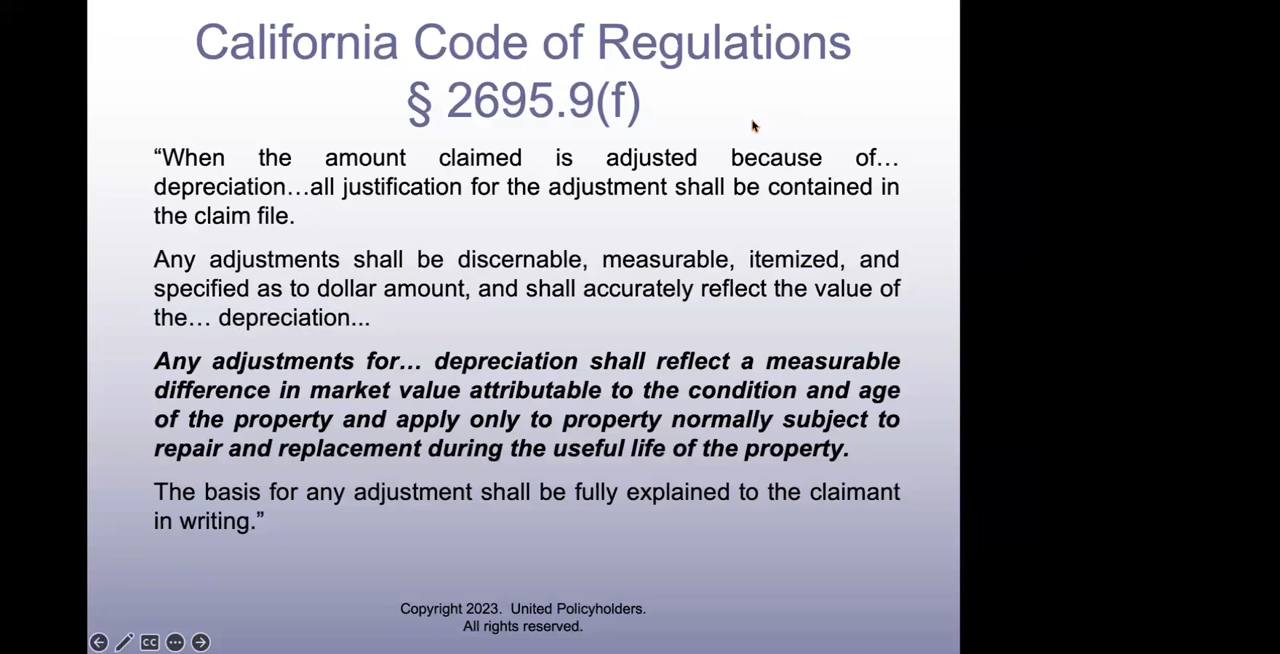 California Code of Regulations
§ 2695.9(f)
“When the amount claimed is adjusted because of…
depreciation…all justification for the adjustment shall be contained in
the claim file.
Any adjustments shall be discernable, measurable, itemized, and
specified as to dollar amount, and shall accurately reflect the value of
the… depreciation...
Any adjustments for… depreciation shall reflect a measurable
difference in market value attributable to the condition and age
of the property and apply only to property normally subject to
repair and replacement during the useful life of the property.
The basis for any adjustment shall be fully explained to the claimant
in writing.”
Copyright 2023. United Policyholders.
All rights reserved.
CC